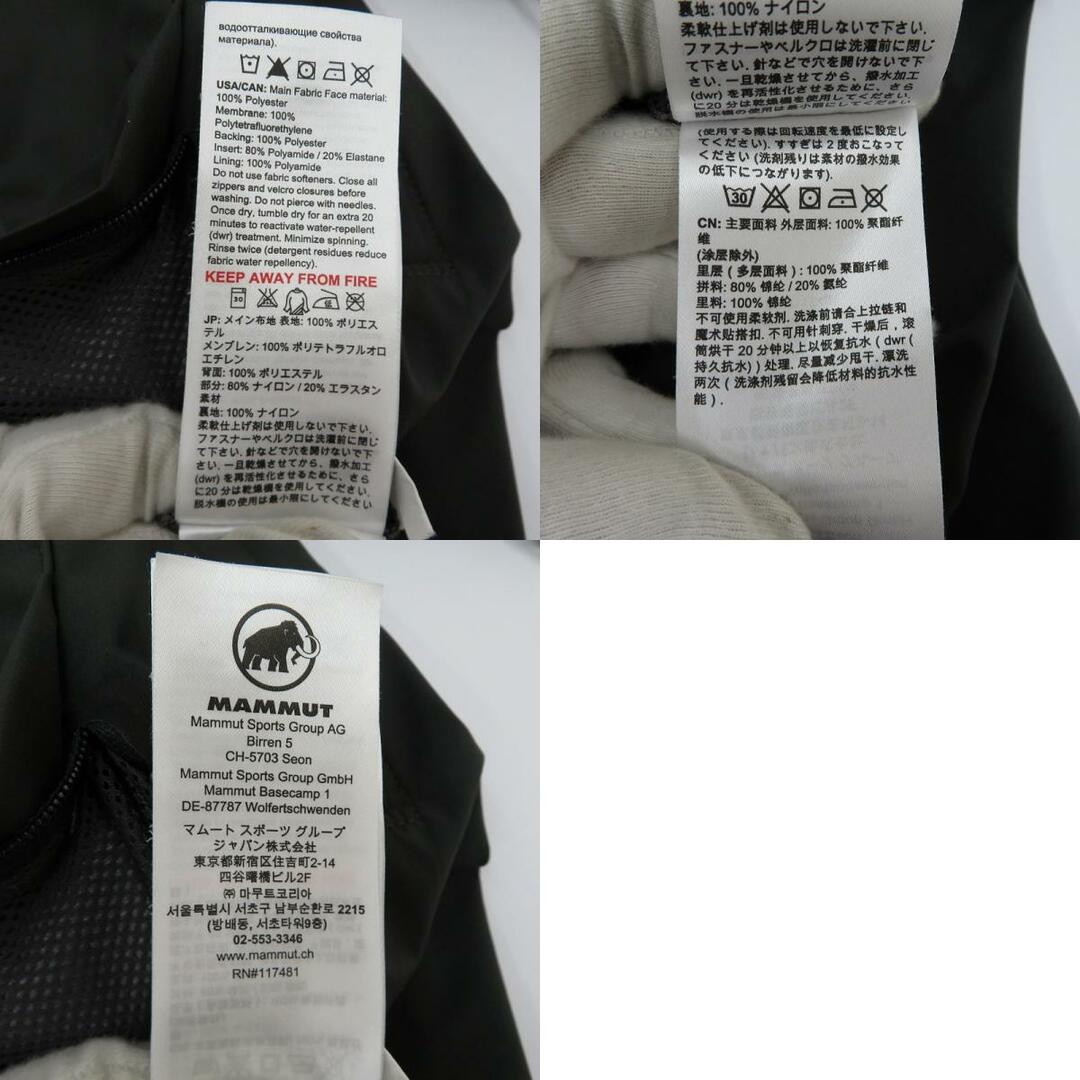 водоотталкивающие свойства
материала).
USA/CAN: Main Fabric Face material:
100% Polyester
Membrane: 100%
Polytetrafluorethylene
Backing: 100% Polyester
Insert: 80% Polyamide / 20% Elastane
Lining: 100% Polyamide
Do not use fabric softeners. Close all
zippers and velcro closures before
washing. Do not pierce with needles.
Once dry, tumble dry for an extra 20
minutes to reactivate water-repellent
(dwr) treatment. Minimize spinning.
Rinse twice (detergent residues reduce
fabric water repellency).
KEEP AWAY FROM FIRE
30
低
JP: メイン布地 表地: 100% ポリエス
テル
メンブレン: 100% ポリテトラフルオロ
エチレン
背面: 100% ポリエステル
部分: 80% ナイロン / 20% エラスタン
素材
裏地: 100% ナイロン
柔軟仕上げ剤は使用しないで下さい.
ファスナーやベルクロは洗濯前に閉じ
て下さい. 針などで穴を開けないで下
さい. 一旦乾燥させてから、撥水加工
(dwr) を再活性化させるために、さら
に20 分は乾燥機を使用してください.
脱水機の使用は最小限にしてください
裏地: 100% ナイロン
柔軟仕上げ剤は使用しないで下さい.
ファスナーやベルクロは洗濯前に閉じ
て下さい. 針などで穴を開けないで下
さい. 一旦乾燥させてから、撥水加工
(dwr) を再活性化させるために、さら
に20 分は乾燥機を使用してください.
脱水機の使用は最小限にしてください
(使用する際は回転速度を最低に設定し
てください). すすぎは 2 度おこなって
ください (洗剤残りは素材の撥水効果
の低下につながります).
30
CN: 主要面料 外层面料: 100% 聚酯纤
维
(涂层除外)
里层 (多层面料) : 100% 聚酯纤维
拼料: 80% 锦纶 / 20% 氨纶
里料: 100% 锦纶
不可使用柔软剂. 洗涤前请合上拉链和
魔术贴搭扣. 不可用针刺穿. 干燥后 , 滚
筒烘干 20 分钟以上以恢复抗水 ( dwr (
持久抗水) ) 处理. 尽量减少甩干. 漂洗
两次 ( 洗涤剂残留会降低材料的抗水性
能 ) .
MAMMUT
Mammut Sports Group AG
Birren 5
CH-5703 Seon
Mammut Sports Group GmbH
Mammut Basecamp 1
DE-87787 Wolfertschwenden
マムート スポーツ グループ
ジャパン株式会社
東京都新宿区住吉町2-14
四谷曙橋ビル2F
㈜ 마무트코리아
서울특별시 서초구 남부순환로 2215
(방배동, 서초타워9층)
02-553-3346
www.mammut.ch
RN#117481